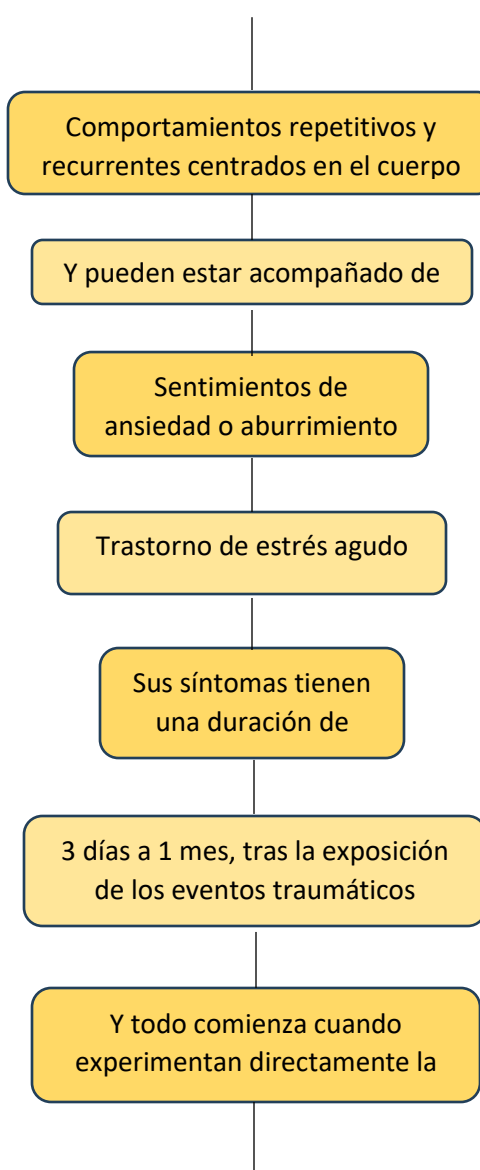 Comportamientos repetitivos y
recurrentes centrados en el cuerpo
Y pueden estar acompañado de
Sentimientos de
ansiedad o aburrimiento
Trastorno de estrés agudo
Sus síntomas tienen
una duración de
3 días a 1 mes, tras la exposición
de los eventos traumáticos
Y todo comienza cuando
experimentan directamente la